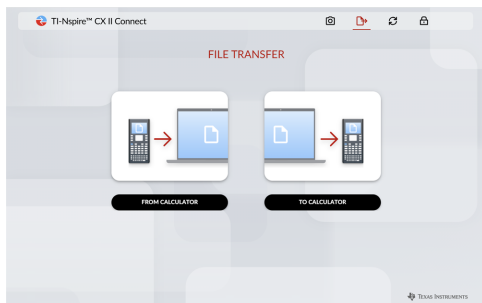 TI-Nspire™ CX II Connect
FILE TRANSFER
FROM CALCULATOR
TO CALCULATOR
TEXAS INSTRUMENTS